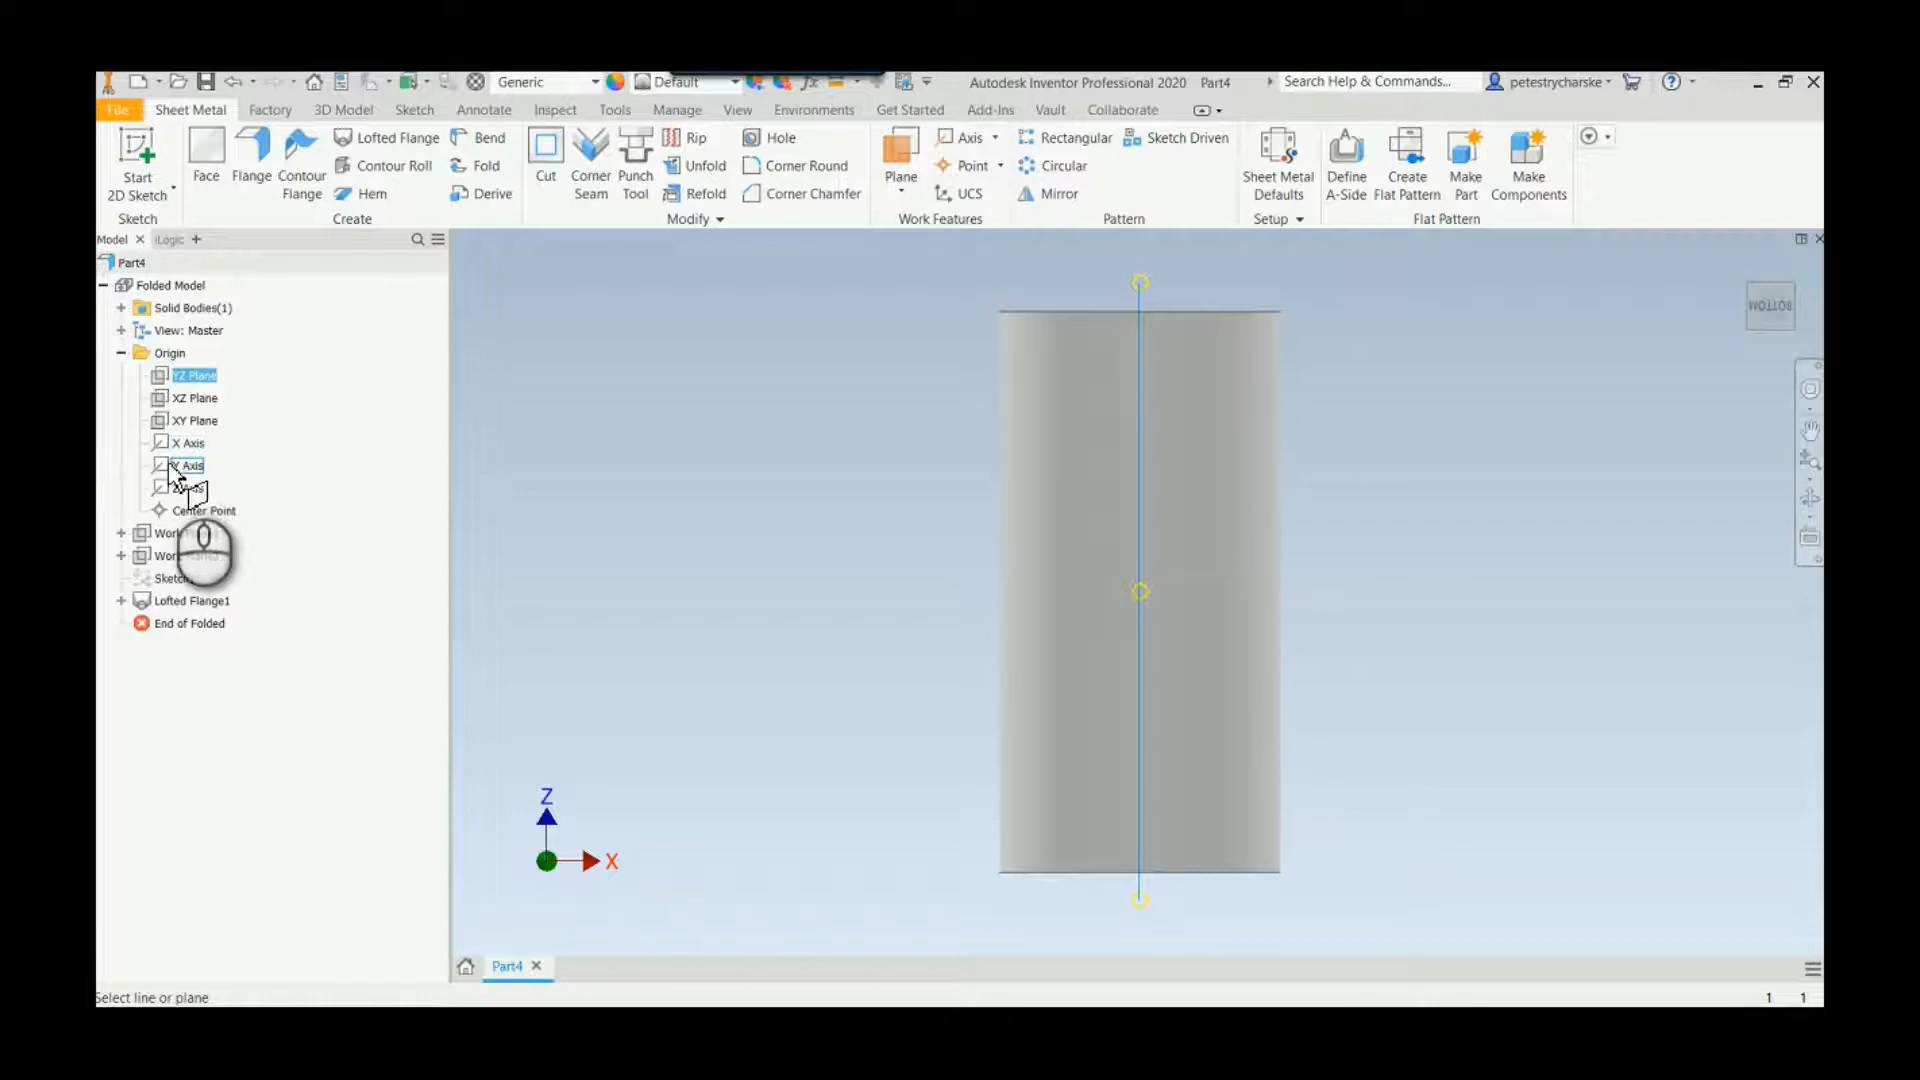 Generic
Default
Autodesk Inventor Professional 2020 Part4
Search Help & Commands...
petestrycharske
File Sheet Metal Factory 3D Model Sketch Annotate Inspect Tools Manage View Environments Get Started Add-Ins Vault Collaborate
Start
2D Sketch
Face
Flange
Contour
Flange
Lofted Flange
Contour Roll
Hem
Bend
Fold
Derive
Cut
Corner
Seam
Punch
Tool
Rip
Unfold
Refold
Hole
Corner Round
Corner Chamfer
Plane
Axis
Point
UCS
Rectangular
Circular
Mirror
Sketch Driven
Sheet Metal
Defaults
Define
A-Side
Create
Flat Pattern
Make
Part
Make
Components
Sketch Create Modify Work Features Pattern Setup Flat Pattern
Model iLogic
Part4
Folded Model
Solid Bodies(1)
View: Master
Origin
YZ Plane
XZ Plane
XY Plane
X Axis
Y Axis
Center Point
Work
Work
Sketch
Lofted Flange1
End of Folded
BOTTOM
Z
X
Part4
Select line or plane
1 1